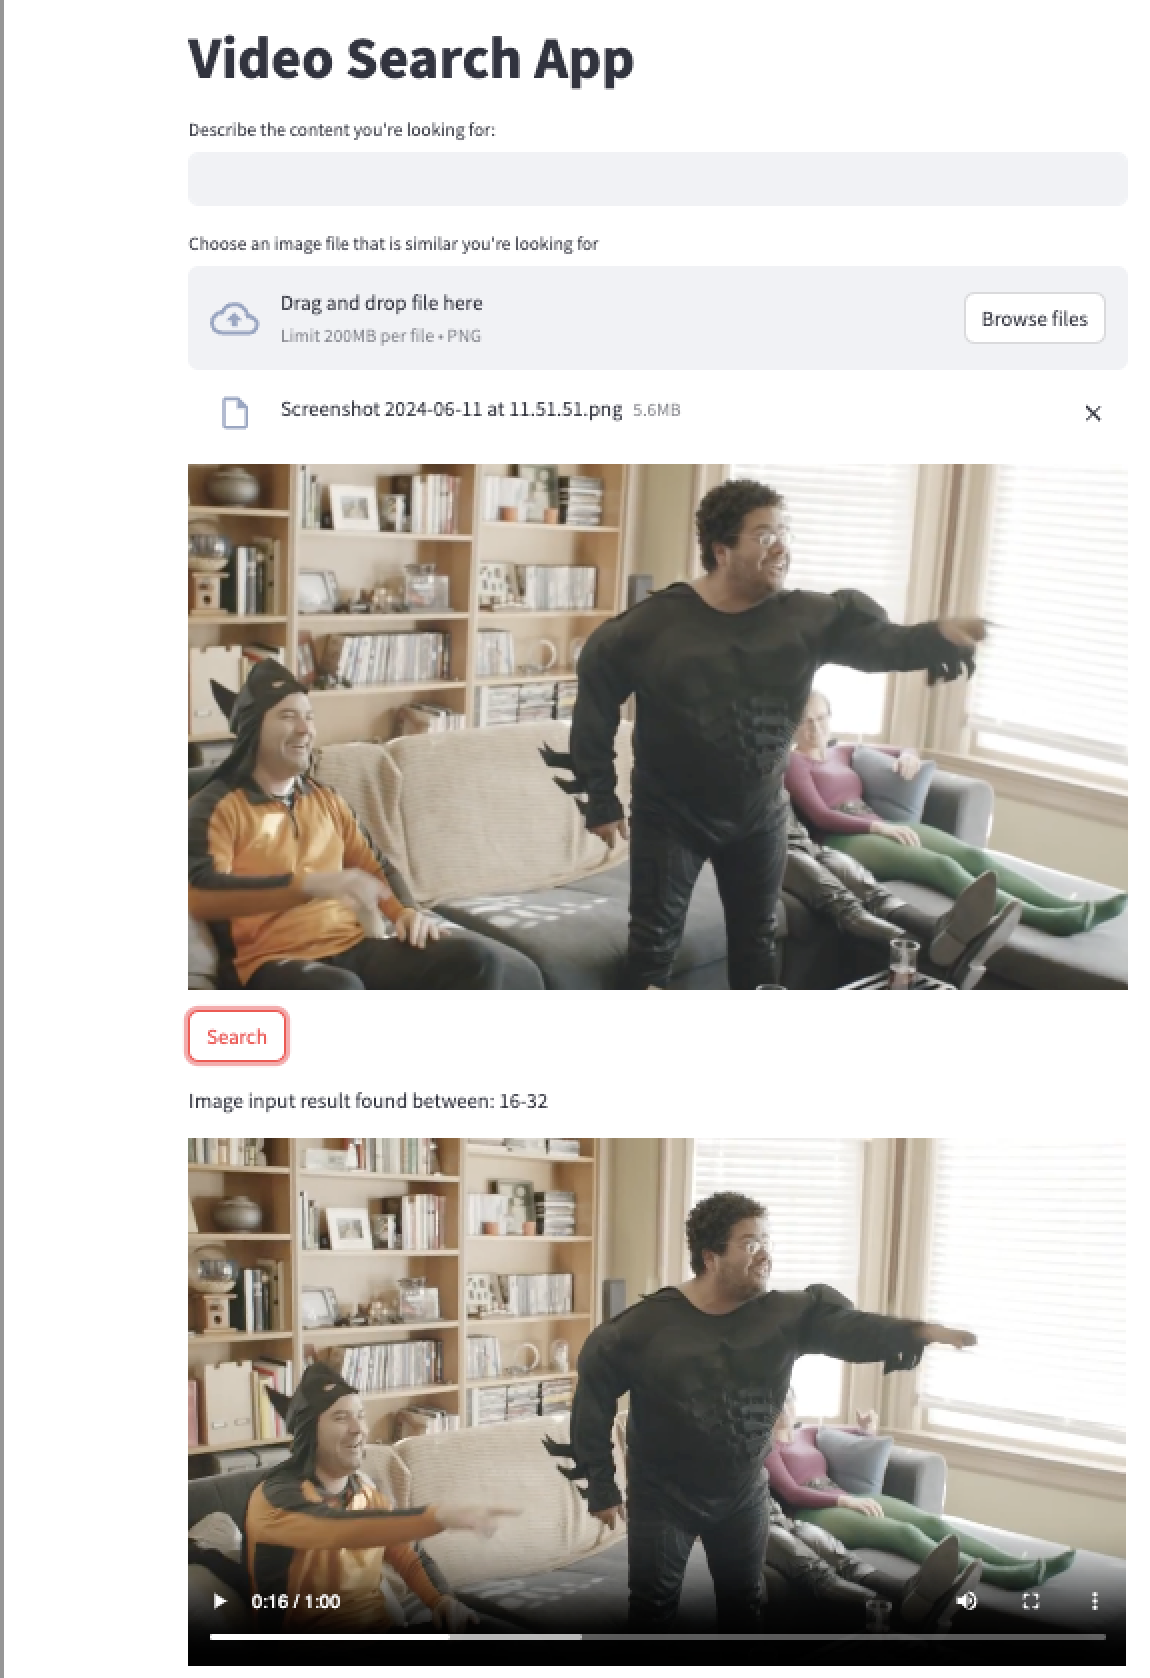 Video Search App
Describe the content you're looking for:
Choose an image file that is similar you're looking for
Drag and drop file here
Limit 200MB per file • PNG
Browse files
Screenshot 2024-06-11 at 11.51.51.png 5.6MB
Search
Image input result found between: 16-32
0:16 / 1:00